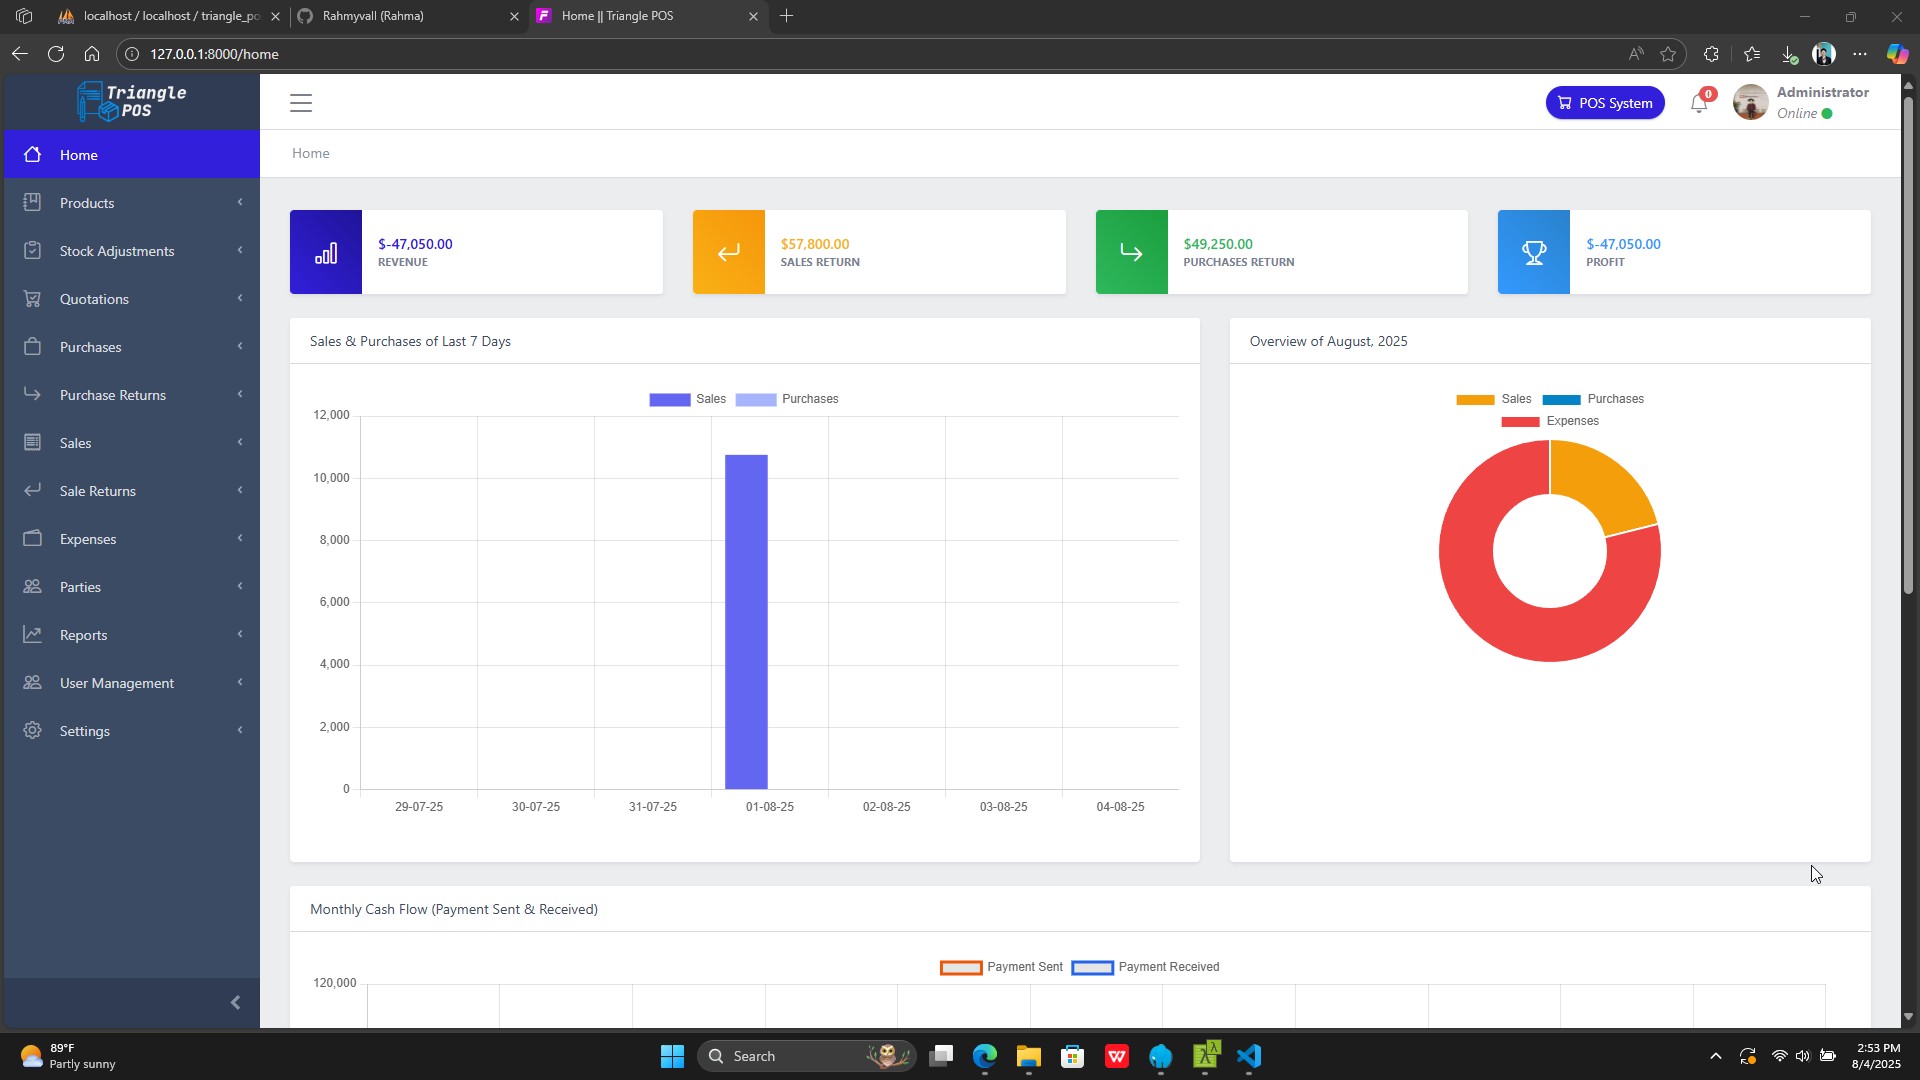 localhost / localhost / triangle_po
Rahmyvall (Rahma)
Home || Triangle POS
127.0.0.1:8000/home
Triangle
POS
POS System
0
Administrator
Online
Home
Products
Stock Adjustments
Quotations
Purchases
Purchase Returns
Sales
Sale Returns
Expenses
Parties
Reports
User Management
Settings
Home
$-47,050.00
REVENUE
$57,800.00
SALES RETURN
$49,250.00
PURCHASES RETURN
$-47,050.00
PROFIT
Sales & Purchases of Last 7 Days
Sales Purchases
12,000
10,000
8,000
6,000
4,000
2,000
0
29-07-25 30-07-25 31-07-25 01-08-25 02-08-25 03-08-25 04-08-25
Overview of August, 2025
Sales Purchases
Expenses
Monthly Cash Flow (Payment Sent & Received)
Payment Sent Payment Received
120,000
89°F
Partly sunny
Search
2:53 PM
8/4/2025